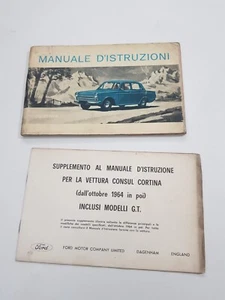 MANUALE D'ISTRUZIONI
SUPPLEMENTO AL MANUALE D'ISTRUZIONE
PER LA VETTURA CONSUL CORTINA
(dall'ottobre 1964 in poi)
INCLUSI MODELLI G.T.
Ford
FORD MOTOR COMPANY LIMITED DAGENHAM ENGLAND